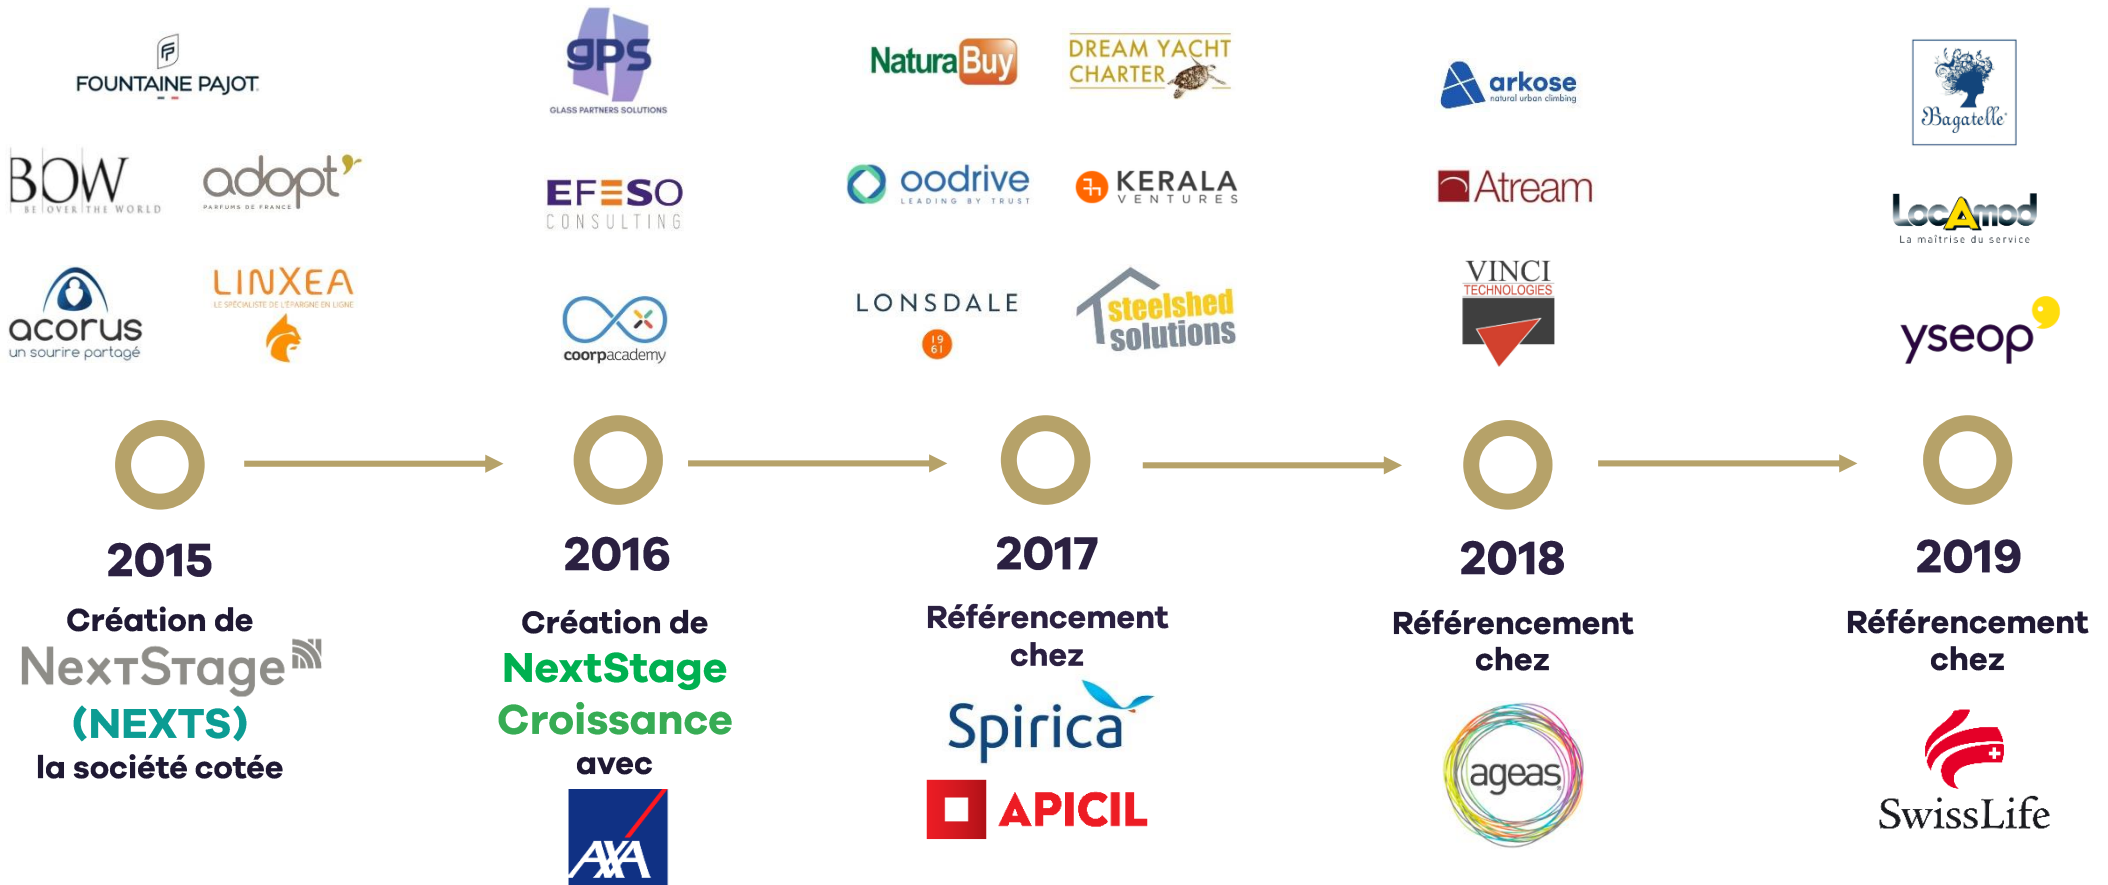 FP
FOUNTAINE PAJOT
BOW
BE OVER THE WORLD
adopt'
PARFUMS DE FRANCE
acorus
un sourire partagé
LINXEA
LE SPÉCIALISTE DE L'ÉPARGNE EN LIGNE
gps
GLASS PARTNERS SOLUTIONS
EFESO
CONSULTING
coorpacademy
NaturaBuy
DREAM YACHT
CHARTER
oodrive
LEADING BY TRUST
KERALA
VENTURES
LONSDALE
19
61
steelshed
solutions
arkose
natural urban climbing
Atream
VINCI
TECHNOLOGIES
Bagatelle
LocAmod
La maîtrise du service
yseop
2015
Création de
NexTSTage
(NEXTS)
la société cotée
2016
Création de
NextStage
Croissance
avec
AXA
2017
Référencement
chez
Spirica
APICIL
2018
Référencement
chez
ageas
2019
Référencement
chez
SwissLife